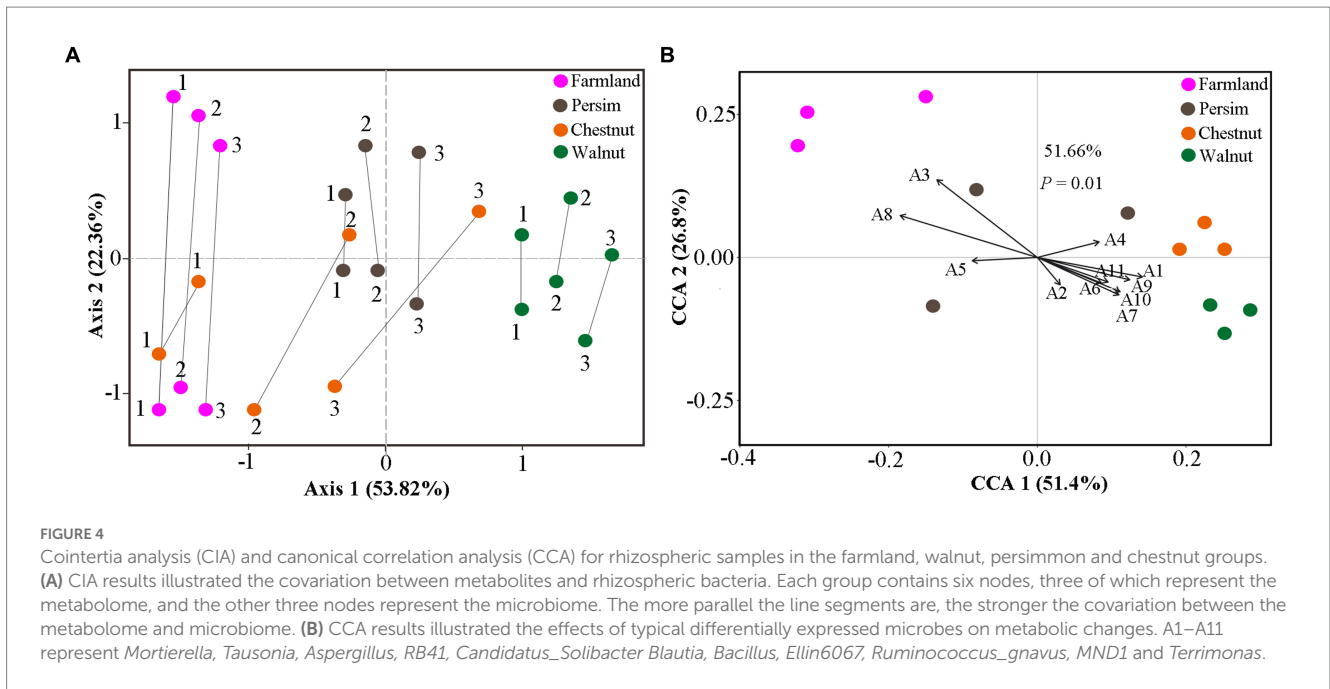 A
1
2
3
1
2
3
1
2
3
1
2
3
1
2
3
1
2
3
1
2
3
1
2
3
Farmland
Persim
Chestnut
Walnut
1
0
-1
Axis 2 (22.36%)
-1
0
1
Axis 1 (53.82%)
B
Farmland
Persim
Chestnut
Walnut
51.66%
P = 0.01
A3
A8
A5
A4
A11
A1
A2
A6
A9
A10
A7
0.25
0.00
-0.25
CCA 2 (26.8%)
-0.4
-0.2
0.0
0.2
CCA 1 (51.4%)
FIGURE 4
Cointertia analysis (CIA) and canonical correlation analysis (CCA) for rhizospheric samples in the farmland, walnut, persimmon and chestnut groups.
(A) CIA results illustrated the covariation between metabolites and rhizospheric bacteria. Each group contains six nodes, three of which represent the
metabolome, and the other three nodes represent the microbiome. The more parallel the line segments are, the stronger the covariation between the
metabolome and microbiome. (B) CCA results illustrated the effects of typical differentially expressed microbes on metabolic changes. A1–A11
represent Mortierella, Tausonia, Aspergillus, RB41, Candidatus_Solibacter Blautia, Bacillus, Ellin6067, Ruminococcus_gnavus, MND1 and Terrimonas.